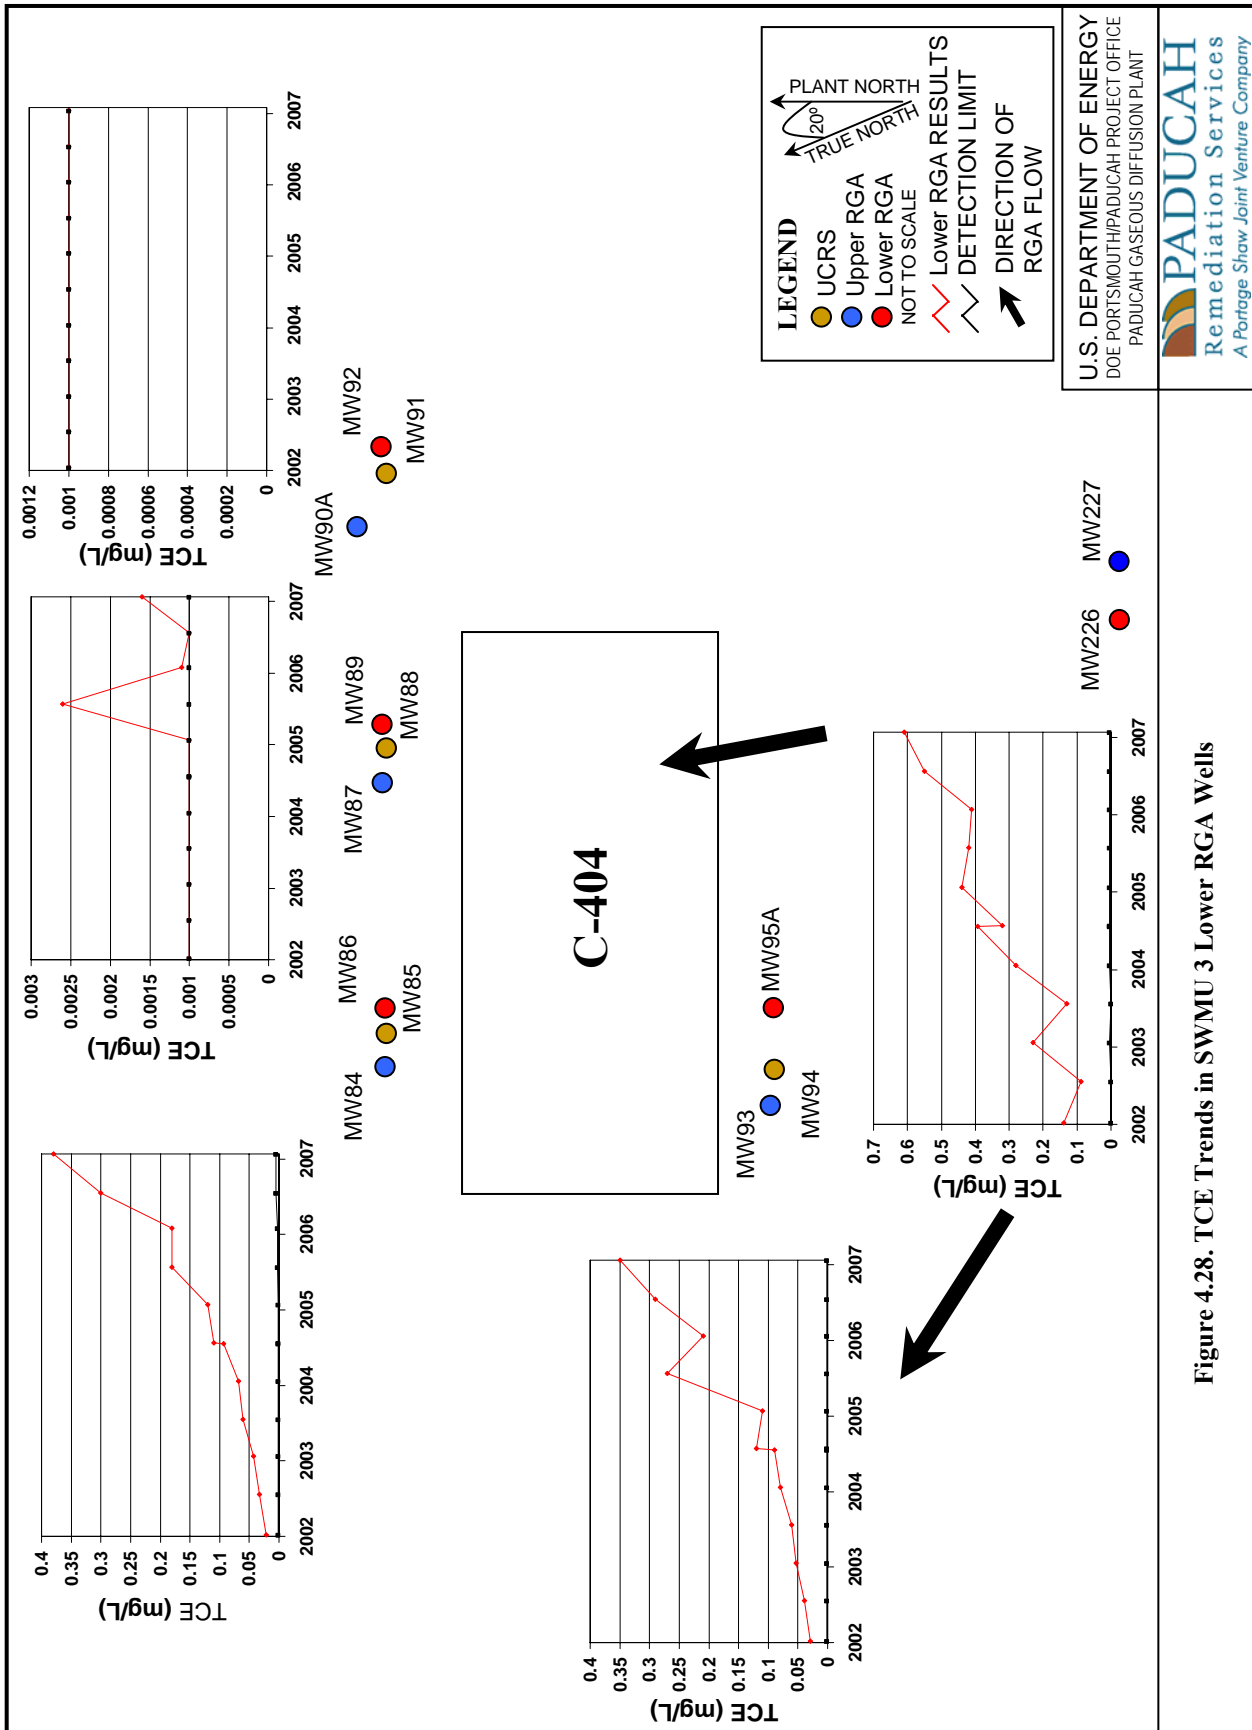 TCE (mg/L)
0.4
0.35
0.3
0.25
0.2
0.15
0.1
0.05
0
2002
2003
2004
2005
2006
2007
TCE (mg/L)
0.003
0.0025
0.002
0.0015
0.001
0.0005
0
2002
2003
2004
2005
2006
2007
TCE (mg/L)
0.0012
0.001
0.0008
0.0006
0.0004
0.0002
0
2002
2003
2004
2005
2006
2007
MW84
MW86
MW85
MW87
MW89
MW88
MW90A
MW92
MW91
C-404
MW93
MW94
MW95A
TCE (mg/L)
0.4
0.35
0.3
0.25
0.2
0.15
0.1
0.05
0
2002
2003
2004
2005
2006
2007
TCE (mg/L)
0.7
0.6
0.5
0.4
0.3
0.2
0.1
0
2002
2003
2004
2005
2006
2007
MW226
MW227
LEGEND
UCRS
Upper RGA
Lower RGA
NOT TO SCALE
PLANT NORTH
20º
TRUE NORTH
Lower RGA RESULTS
DETECTION LIMIT
DIRECTION OF
RGA FLOW
U.S. DEPARTMENT OF ENERGY
DOE PORTSMOUTH/PADUCAH PROJECT OFFICE
PADUCAH GASEOUS DIFFUSION PLANT
PADUCAH
Remediation Services
A Portage Shaw Joint Venture Company
Figure 4.28. TCE Trends in SWMU 3 Lower RGA Wells